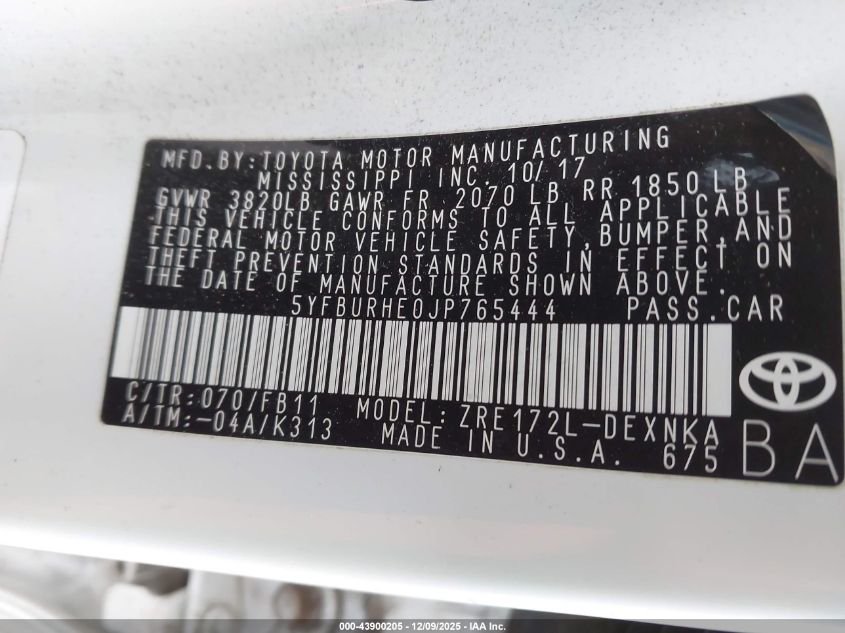 MFD.BY:TOYOTA MOTOR MANUFACTURING
MISSISSIPPI INC. 10/17
GVWR 3820LB GAWR FR 2070 LB RR 1850 LB
THIS VEHICLE CONFORMS TO ALL APPLICABLE
FEDERAL MOTOR VEHICLE SAFETY,BUMPER,AND
THEFT PREVENTION STANDARDS IN EFFECT ON
THE DATE OF MANUFACTURE SHOWN ABOVE.
5YFBURHE0JP765444 PASS.CAR
C/TR:070/FB11 MODEL:ZRE172L-DEXNKA
A/TM:-04A/K313 MADE IN U.S.A. 675
BA
000-43900205 - 12/09/2025 - IAA Inc.